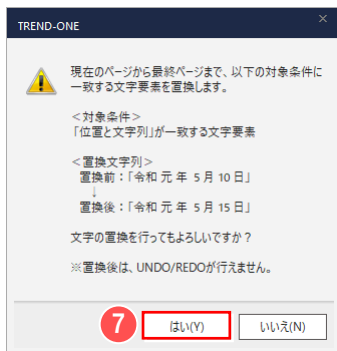 TREND-ONE
現在のページから最終ページまで、以下の対象条件に
一致する文字要素を置換します。
＜対象条件＞
「位置と文字列」が一致する文字要素
＜置換文字列＞
置換前：「令和 元 年 5 月 10 日」
↓
置換後：「令和 元 年 5 月 15 日」
文字の置換を行ってもよろしいですか？
※置換後は、UNDO/REDOが行えません。
7
はい(Y)
いいえ(N)